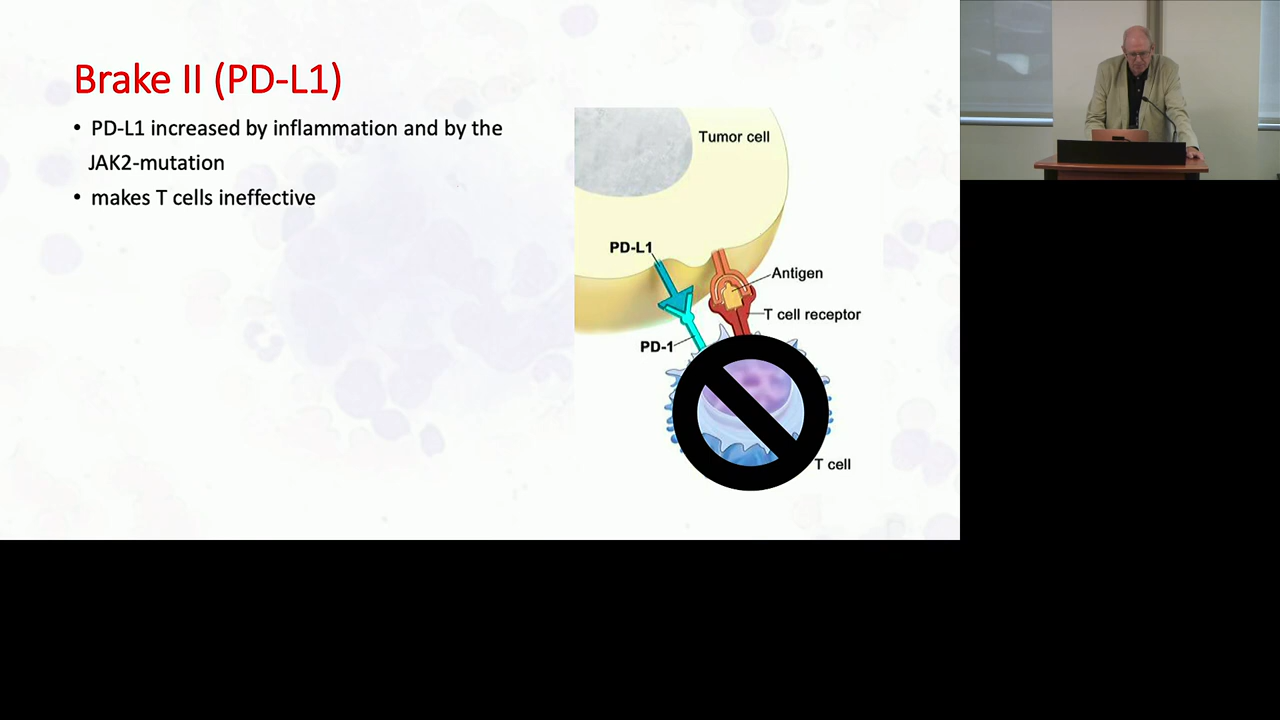 Brake II (PD-L1)
• PD-L1 increased by inflammation and by the
JAK2-mutation
• makes T cells ineffective
Tumor cell
PD-L1
Antigen
T cell receptor
PD-1
T cell